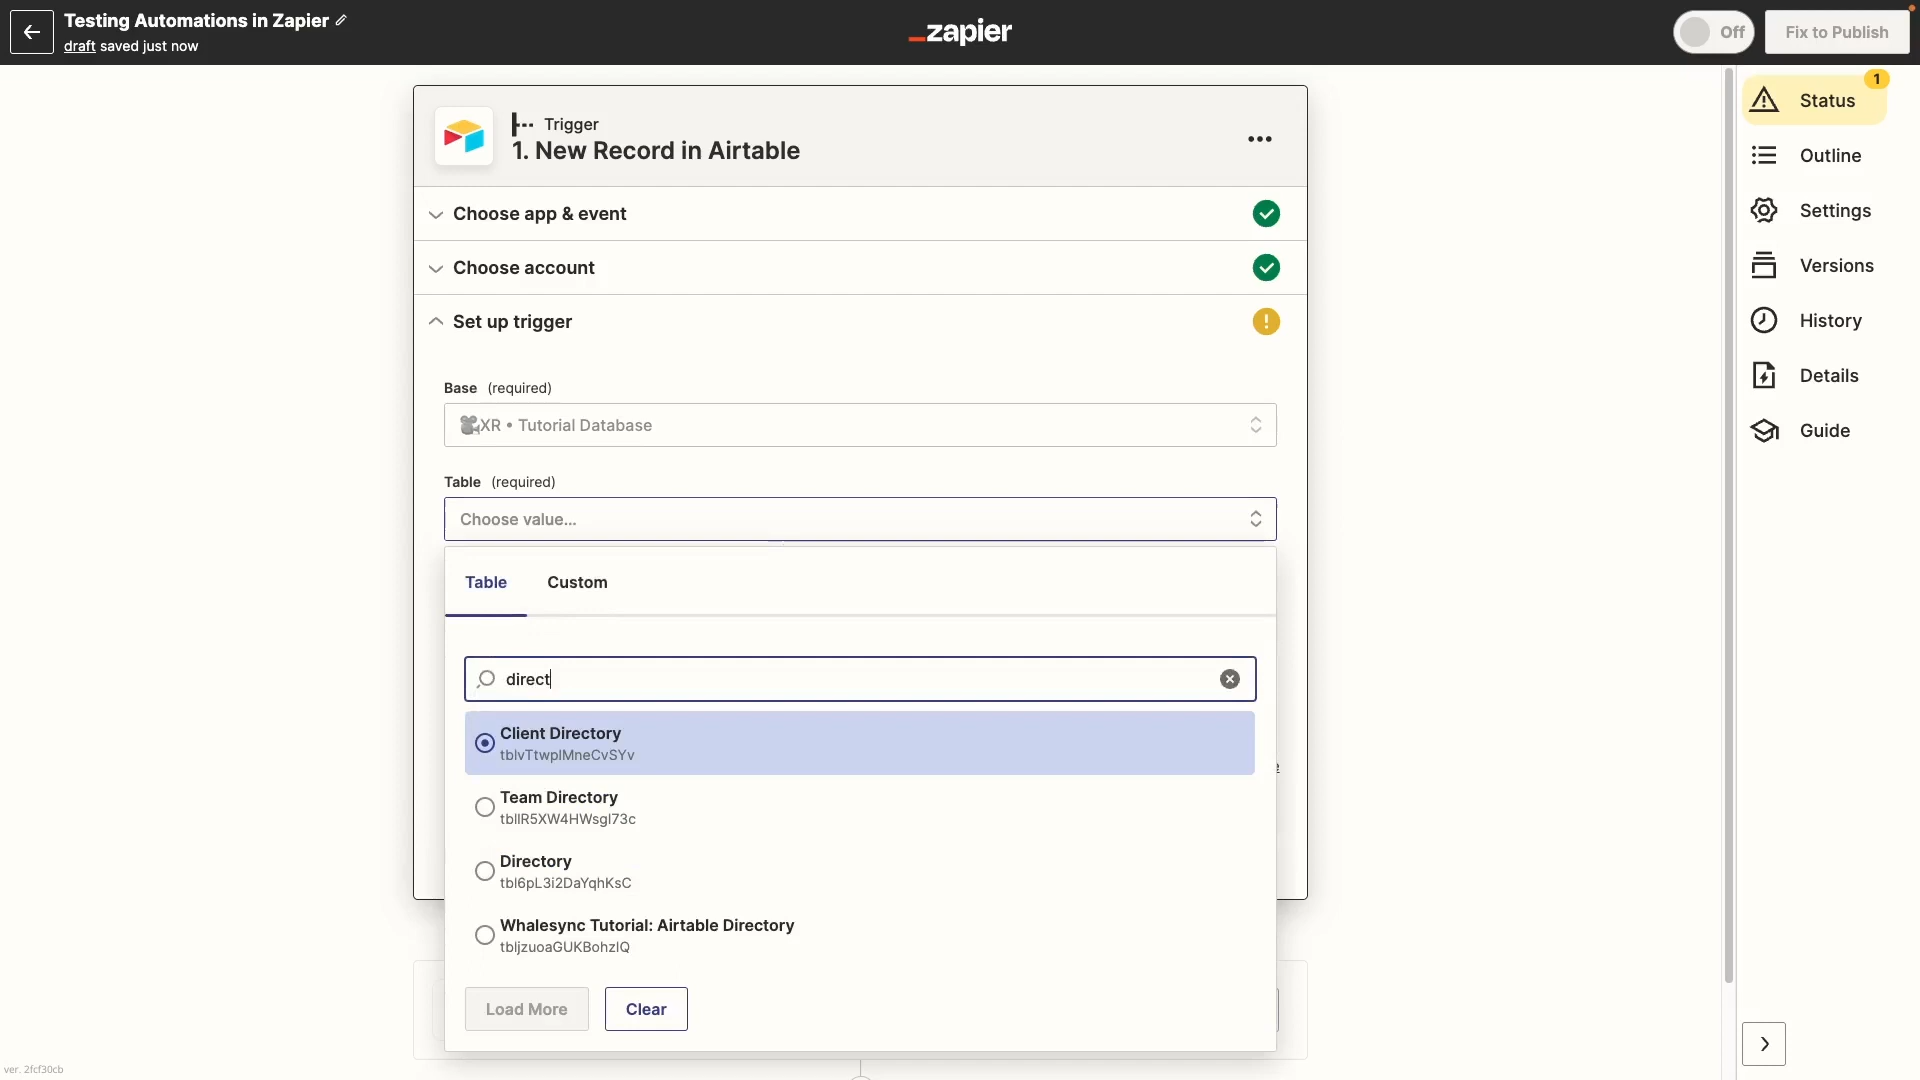 Testing Automations in Zapier
draft saved just now
zapier
Off
Fix to Publish
Trigger
1. New Record in Airtable
Choose app & event
Choose account
Set up trigger
!
Base (required)
XR • Tutorial Database
Table (required)
Choose value...
Table
Custom
direct
Client Directory
tblvTtwplMneCvSYv
Team Directory
tbllR5XW4HWsgl73c
Directory
tbl6pL3i2DaYqhKsC
Whalesync Tutorial: Airtable Directory
tbljzuoaGUKBohzlQ
Load More
Clear
1
Status
Outline
Settings
Versions
History
Details
Guide
ver. 2fcf30cb